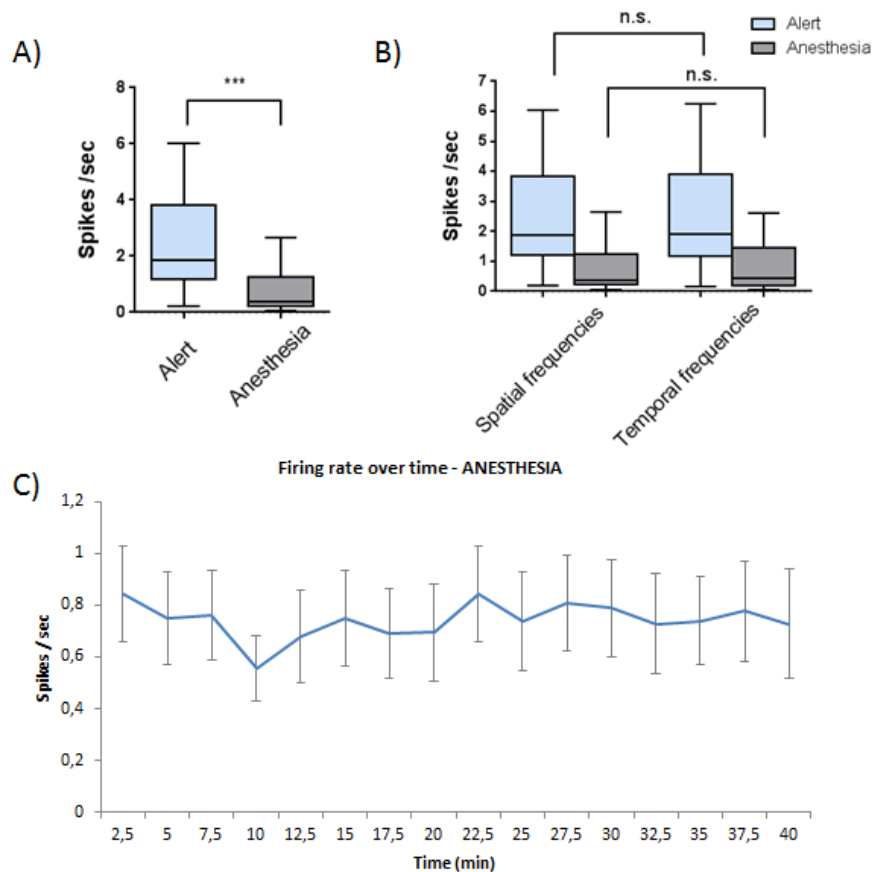 A)
***
8
6
4
2
0
Spikes /sec
Alert
Anesthesia
B)
n.s.
n.s.
Alert
Anesthesia
7
6
5
4
3
2
1
0
Spikes /sec
Spatial frequencies
Temporal frequencies
C)
Firing rate over time - ANESTHESIA
1,2
1
0,8
0,6
0,4
0,2
0
Spikes / sec
2,5 5 7,5 10 12,5 15 17,5 20 22,5 25 27,5 30 32,5 35 37,5 40
Time (min)